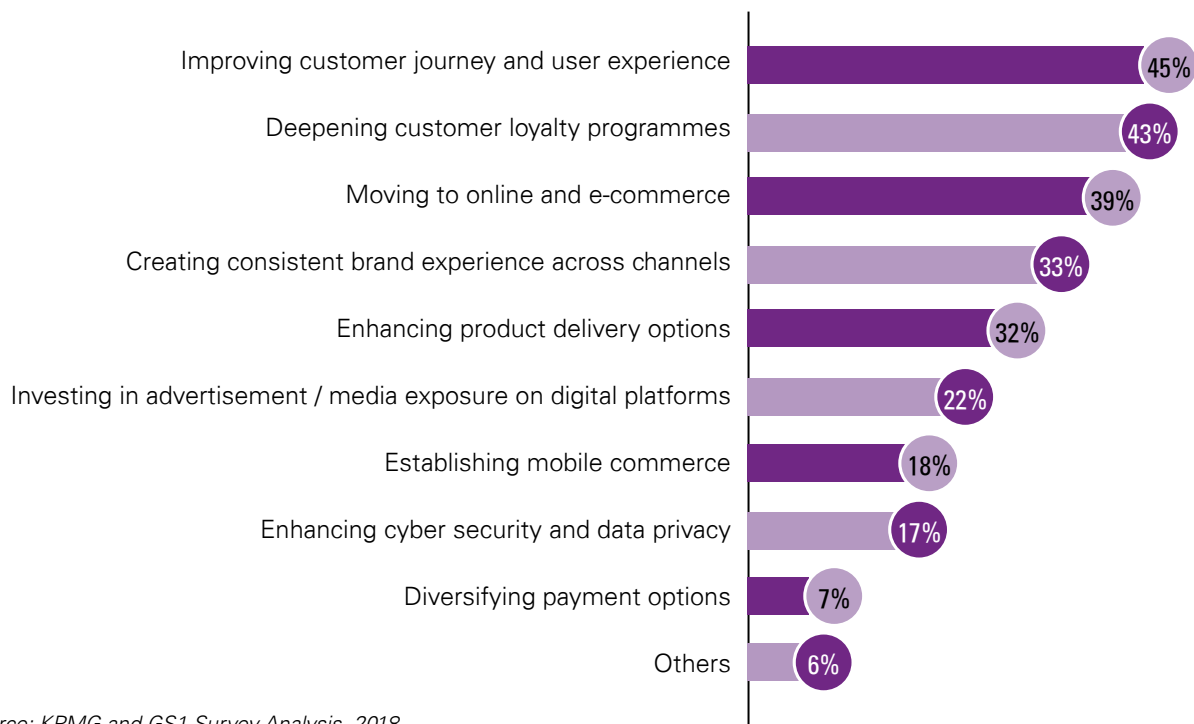 Improving customer journey and user experience 45%
Deepening customer loyalty programmes 43%
Moving to online and e-commerce 39%
Creating consistent brand experience across channels 33%
Enhancing product delivery options 32%
Investing in advertisement / media exposure on digital platforms 22%
Establishing mobile commerce 18%
Enhancing cyber security and data privacy 17%
Diversifying payment options 7%
Others 6%
KPMG and GS1 Survey Analysis, 2018